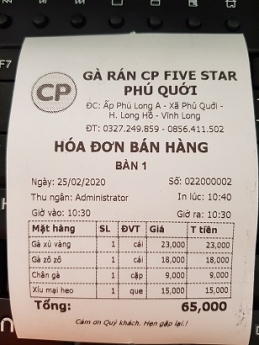 F7
CP
GÀ RÁN CP FIVE STAR
PHÚ QUỚI
ĐC: Ấp Phú Long A - Xã Phú Quới -
H. Long Hồ - Vĩnh Long
ĐT: 0327.249.859 - 0856.411.502
HÓA ĐƠN BÁN HÀNG
BÀN 1
Ngày: 25/02/2020 Số: 022000002
Thu ngân: Administrator In lúc: 10:40
Giờ vào: 10:30 Giờ ra: 10:30
Mặt hàng SL ĐVT Giá T tiền
Gà xù vàng 1 cái 23,000 23,000
Gà zô zô 1 cái 18,000 18,000
Chân gà 1 cặp 9,000 9,000
Xíu mại heo 1 que 15,000 15,000
Tổng: 65,000
Cám ơn Quý khách. Hẹn gặp lại.!